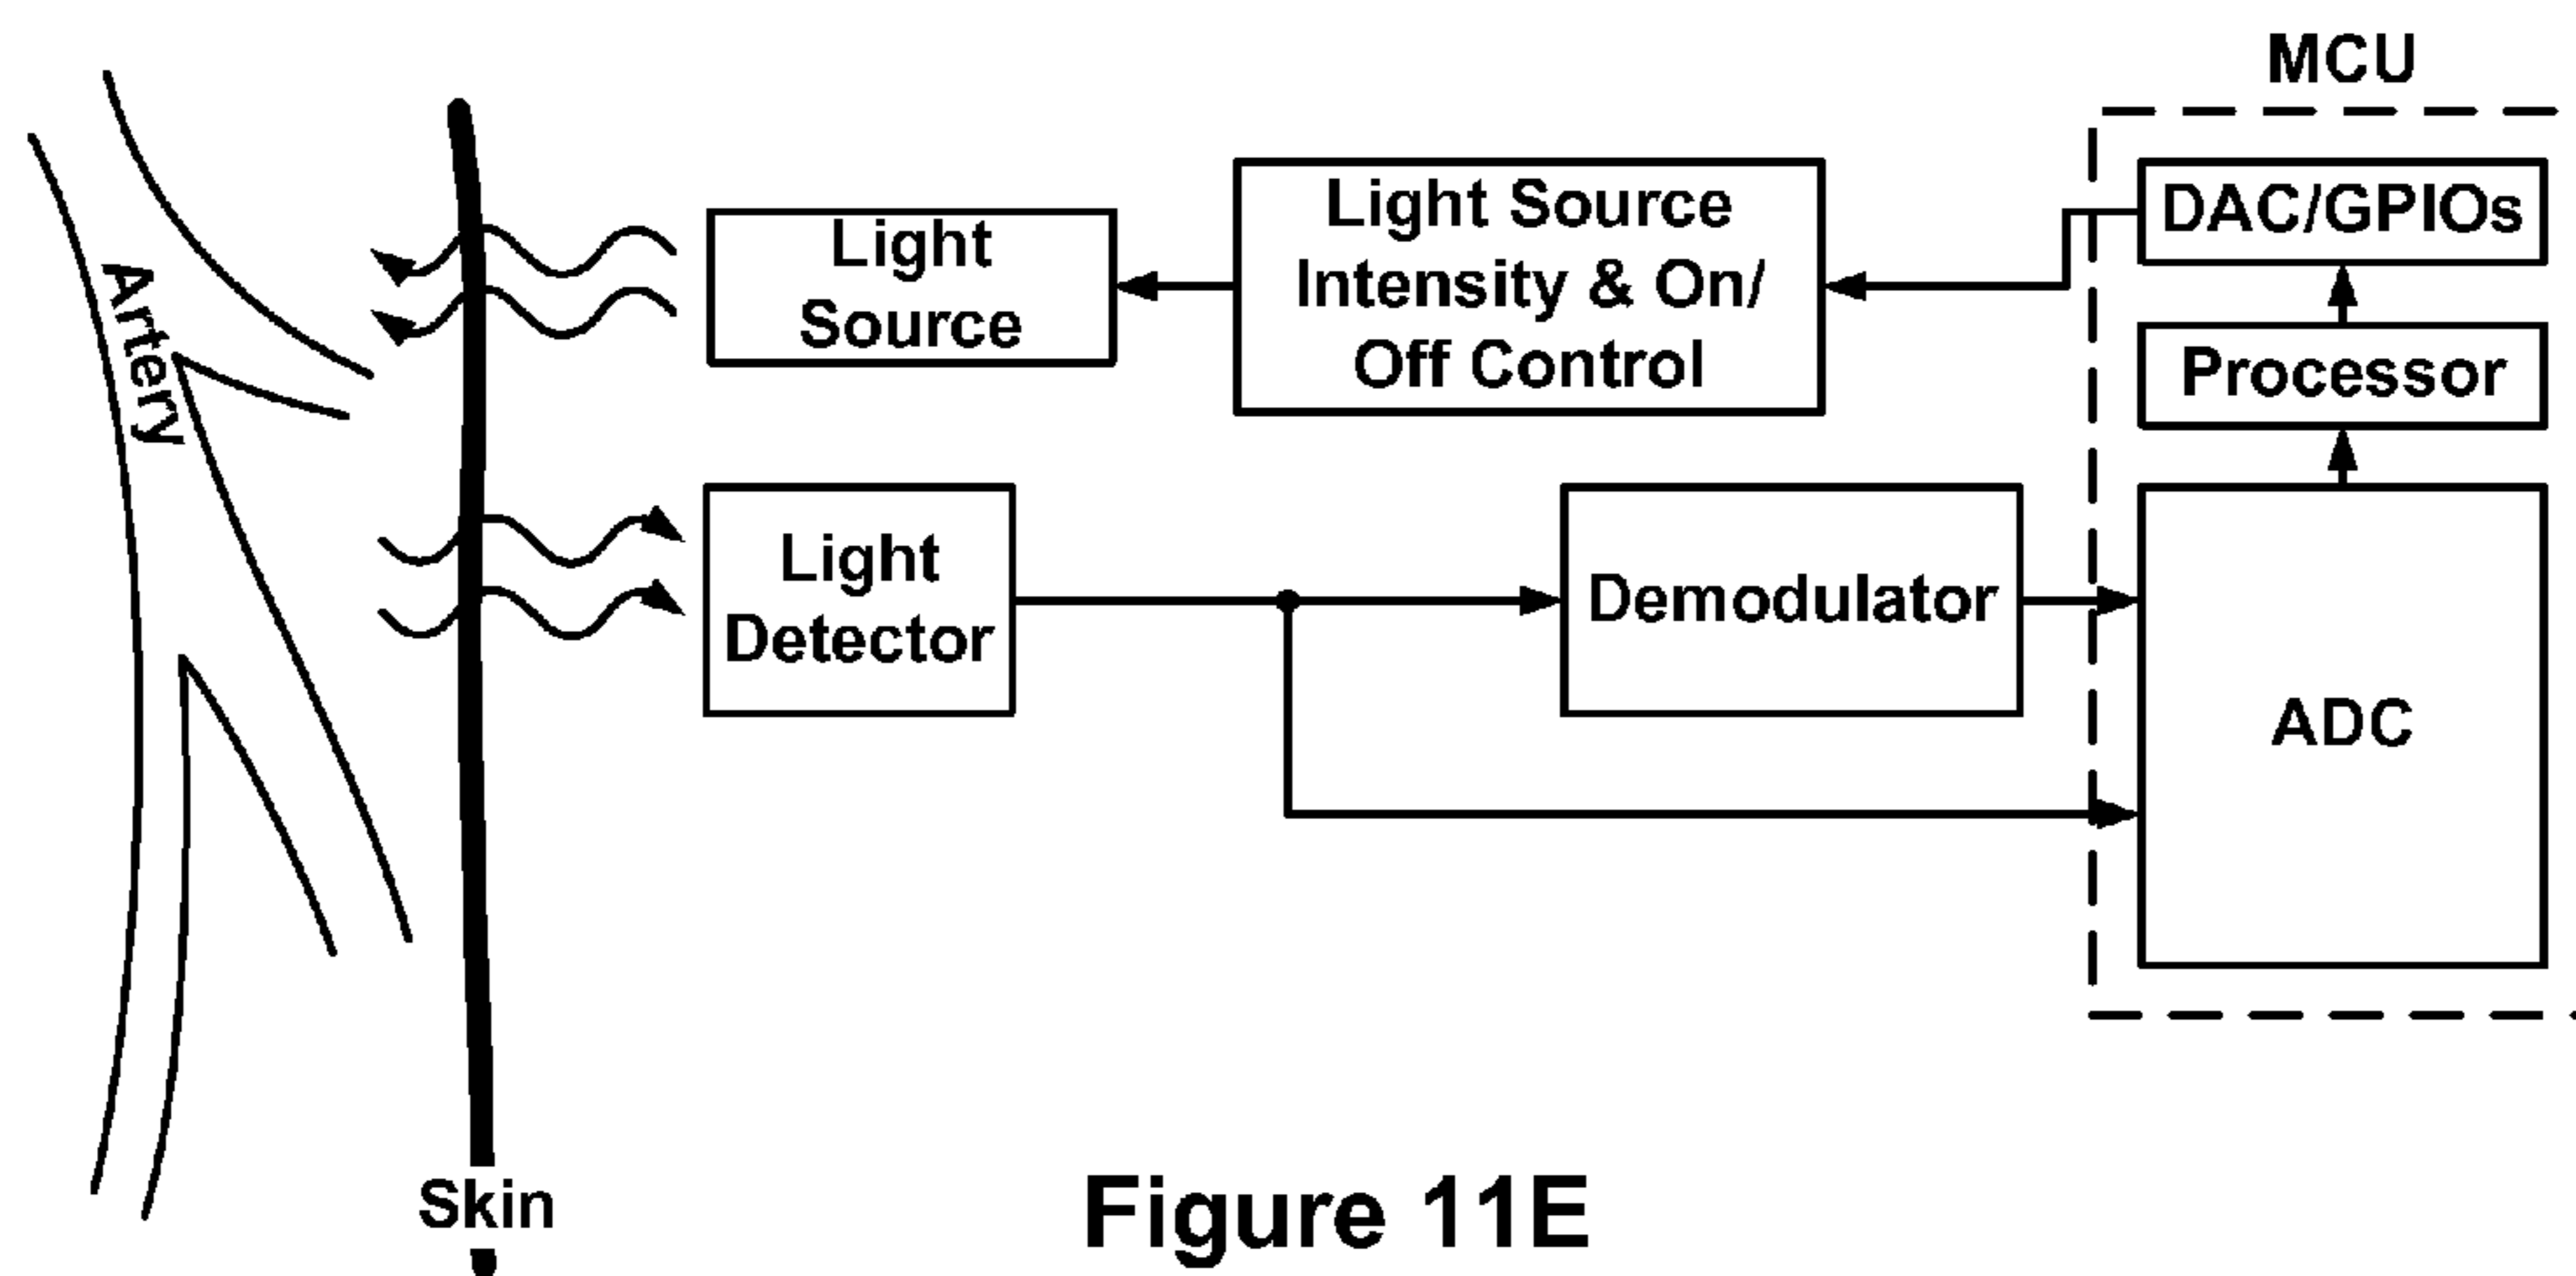 MCU
Artery
Light
Source
Light Source
Intensity & On/
Off Control
DAC/GPIOs
Processor
Light
Detector
Demodulator
ADC
Skin
Figure 11E